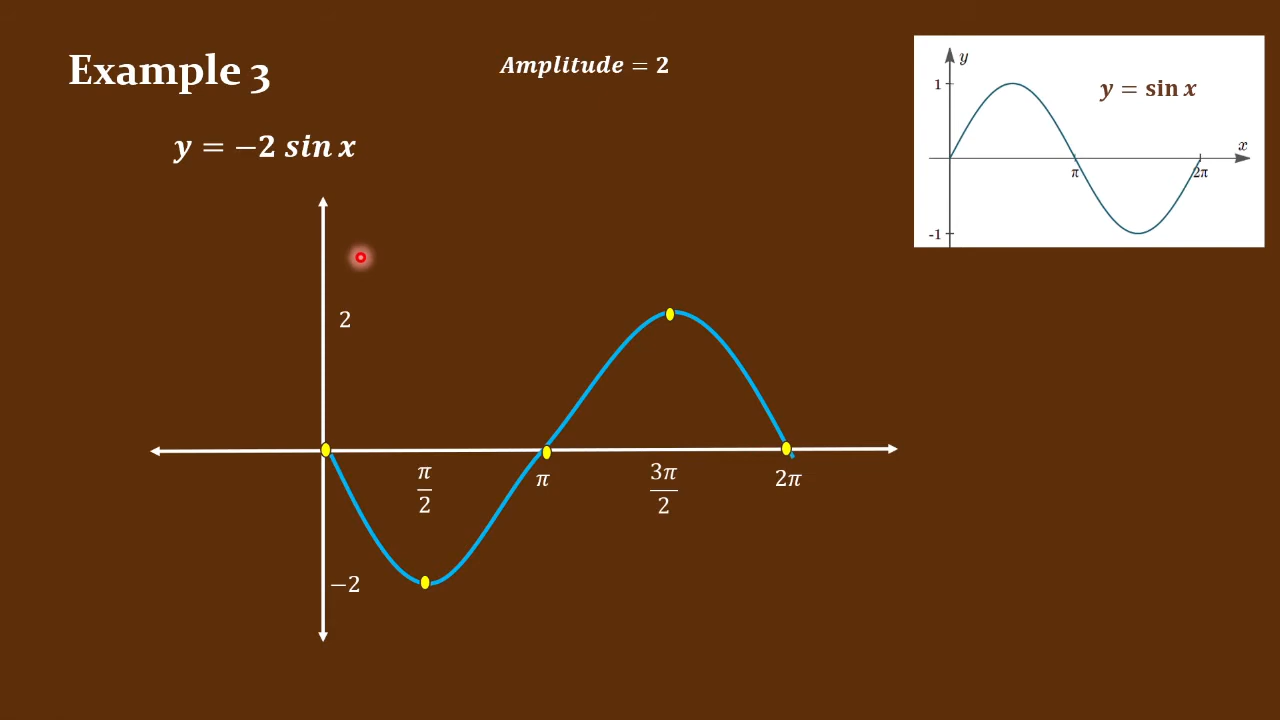 Example 3
Amplitude = 2
y = −2 sin x
2
−2
π/2
π
3π/2
2π
y
1
y = sin x
x
π
2π
-1